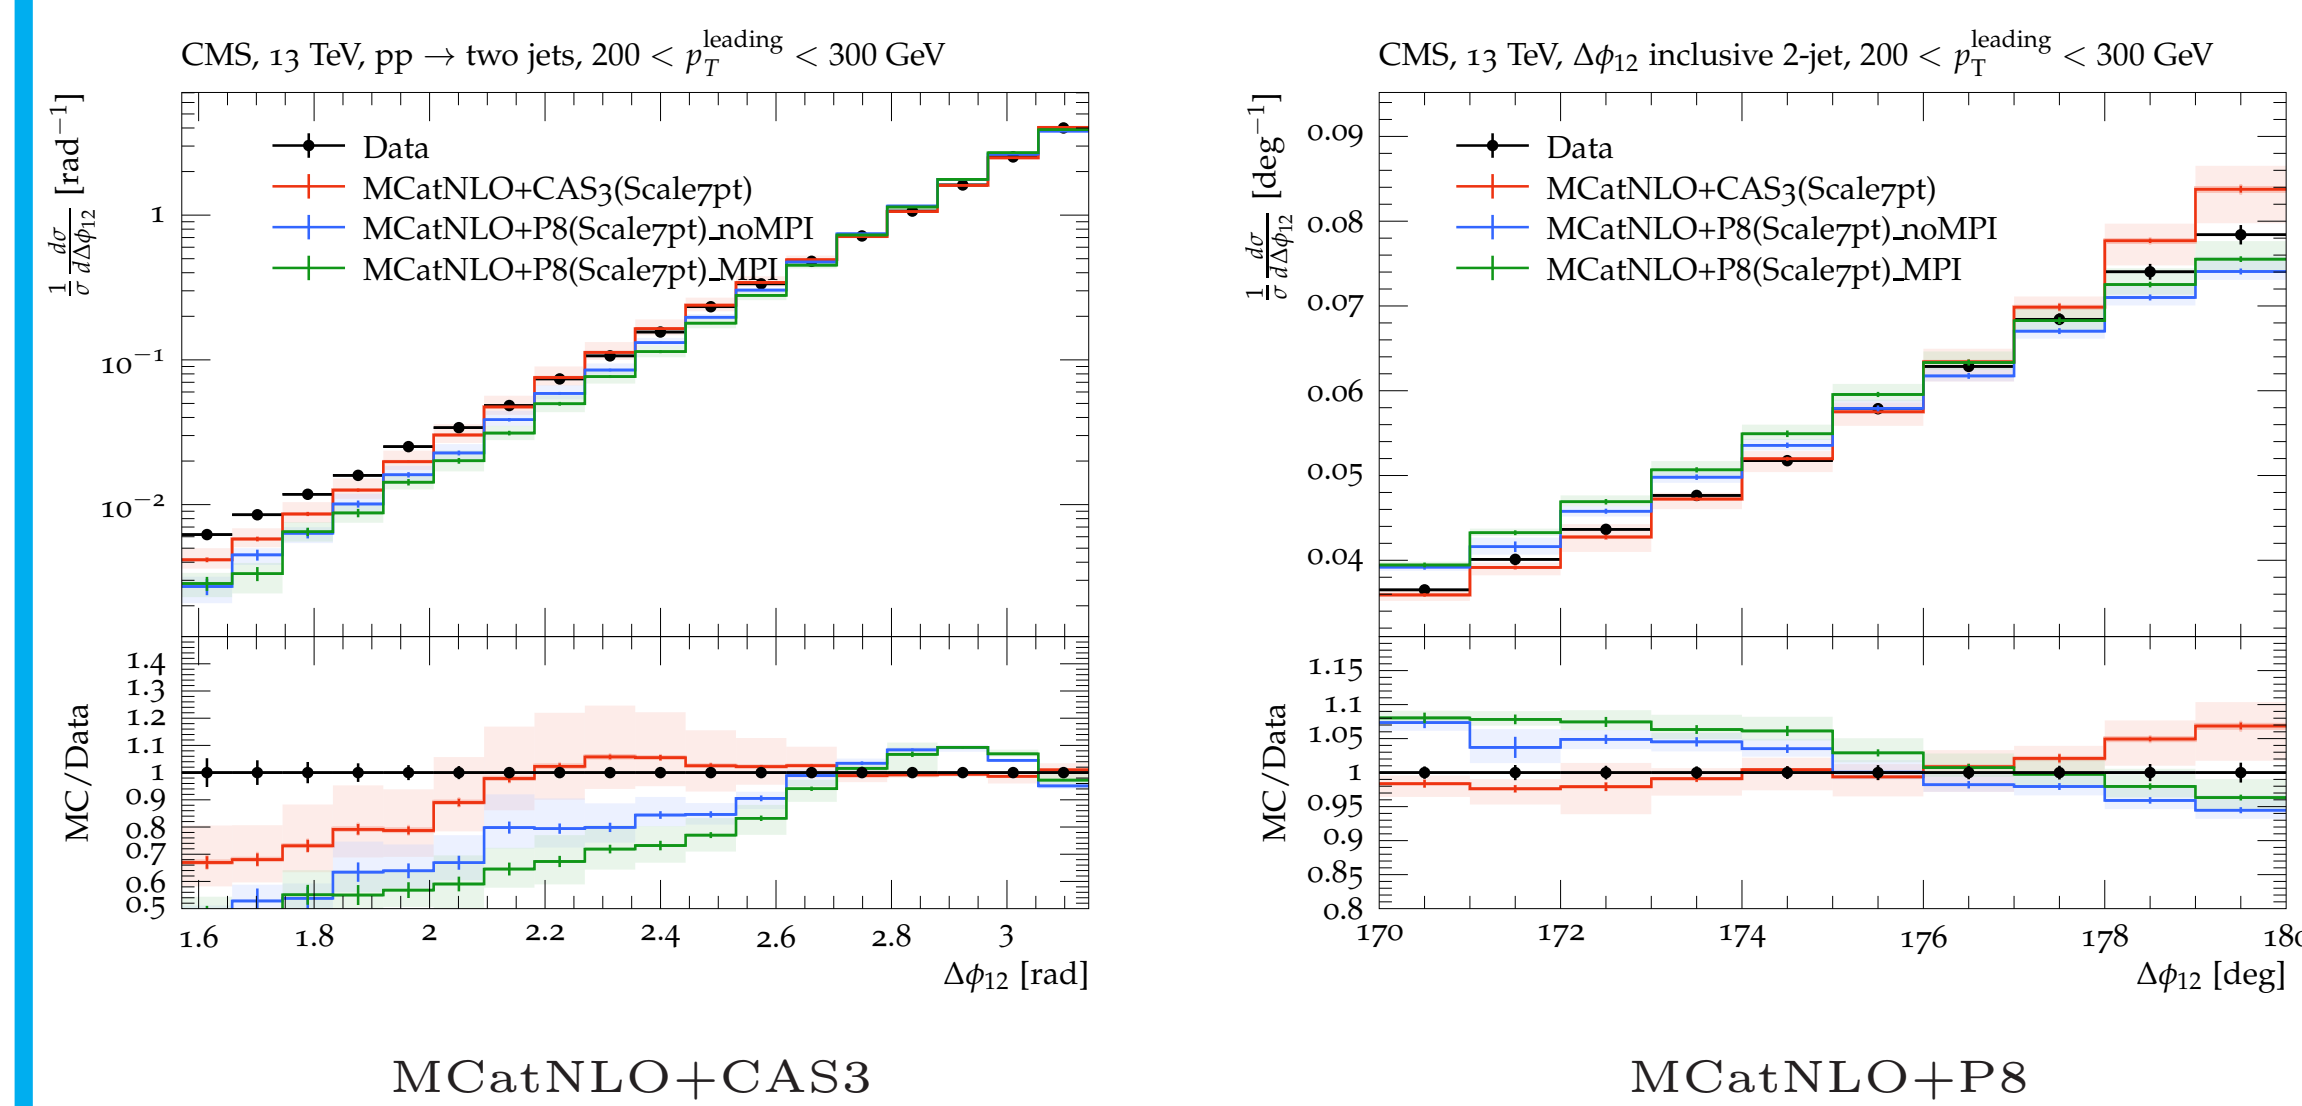 CMS, 13 TeV, pp → two jets, 200 < p_T^leading < 300 GeV
1/σ dσ/dΔϕ12 [rad−1]
Data
MCatNLO+CAS3(Scale7pt)
MCatNLO+P8(Scale7pt)_noMPI
MCatNLO+P8(Scale7pt)_MPI
1
10−1
10−2
MC/Data
1.4
1.3
1.2
1.1
1
0.9
0.8
0.7
0.6
0.5
1.6 1.8 2 2.2 2.4 2.6 2.8 3
Δϕ12 [rad]
MCatNLO+CAS3
CMS, 13 TeV, Δϕ12 inclusive 2-jet, 200 < p_T^leading < 300 GeV
1/σ dσ/dΔϕ12 [deg−1]
Data
MCatNLO+CAS3(Scale7pt)
MCatNLO+P8(Scale7pt)_noMPI
MCatNLO+P8(Scale7pt)_MPI
0.09
0.08
0.07
0.06
0.05
0.04
MC/Data
1.15
1.1
1.05
1
0.95
0.9
0.85
0.8
170 172 174 176 178 180
Δϕ12 [deg]
MCatNLO+P8